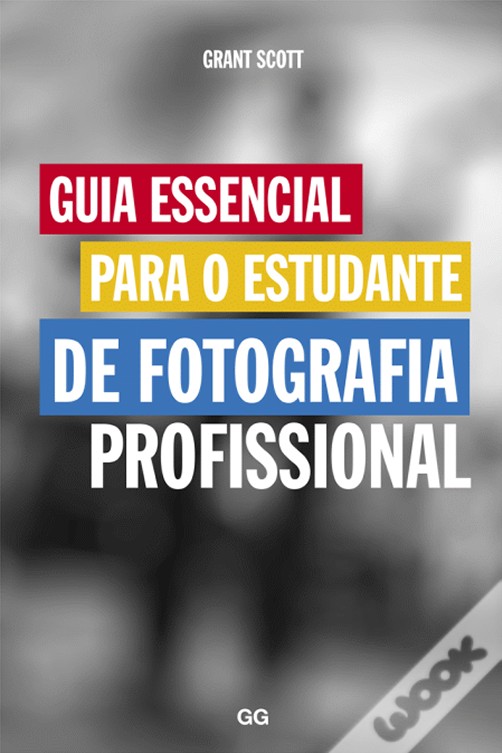 GRANT SCOTT
GUIA ESSENCIAL
PARA O ESTUDANTE
DE FOTOGRAFIA
PROFISSIONAL
GG
wook